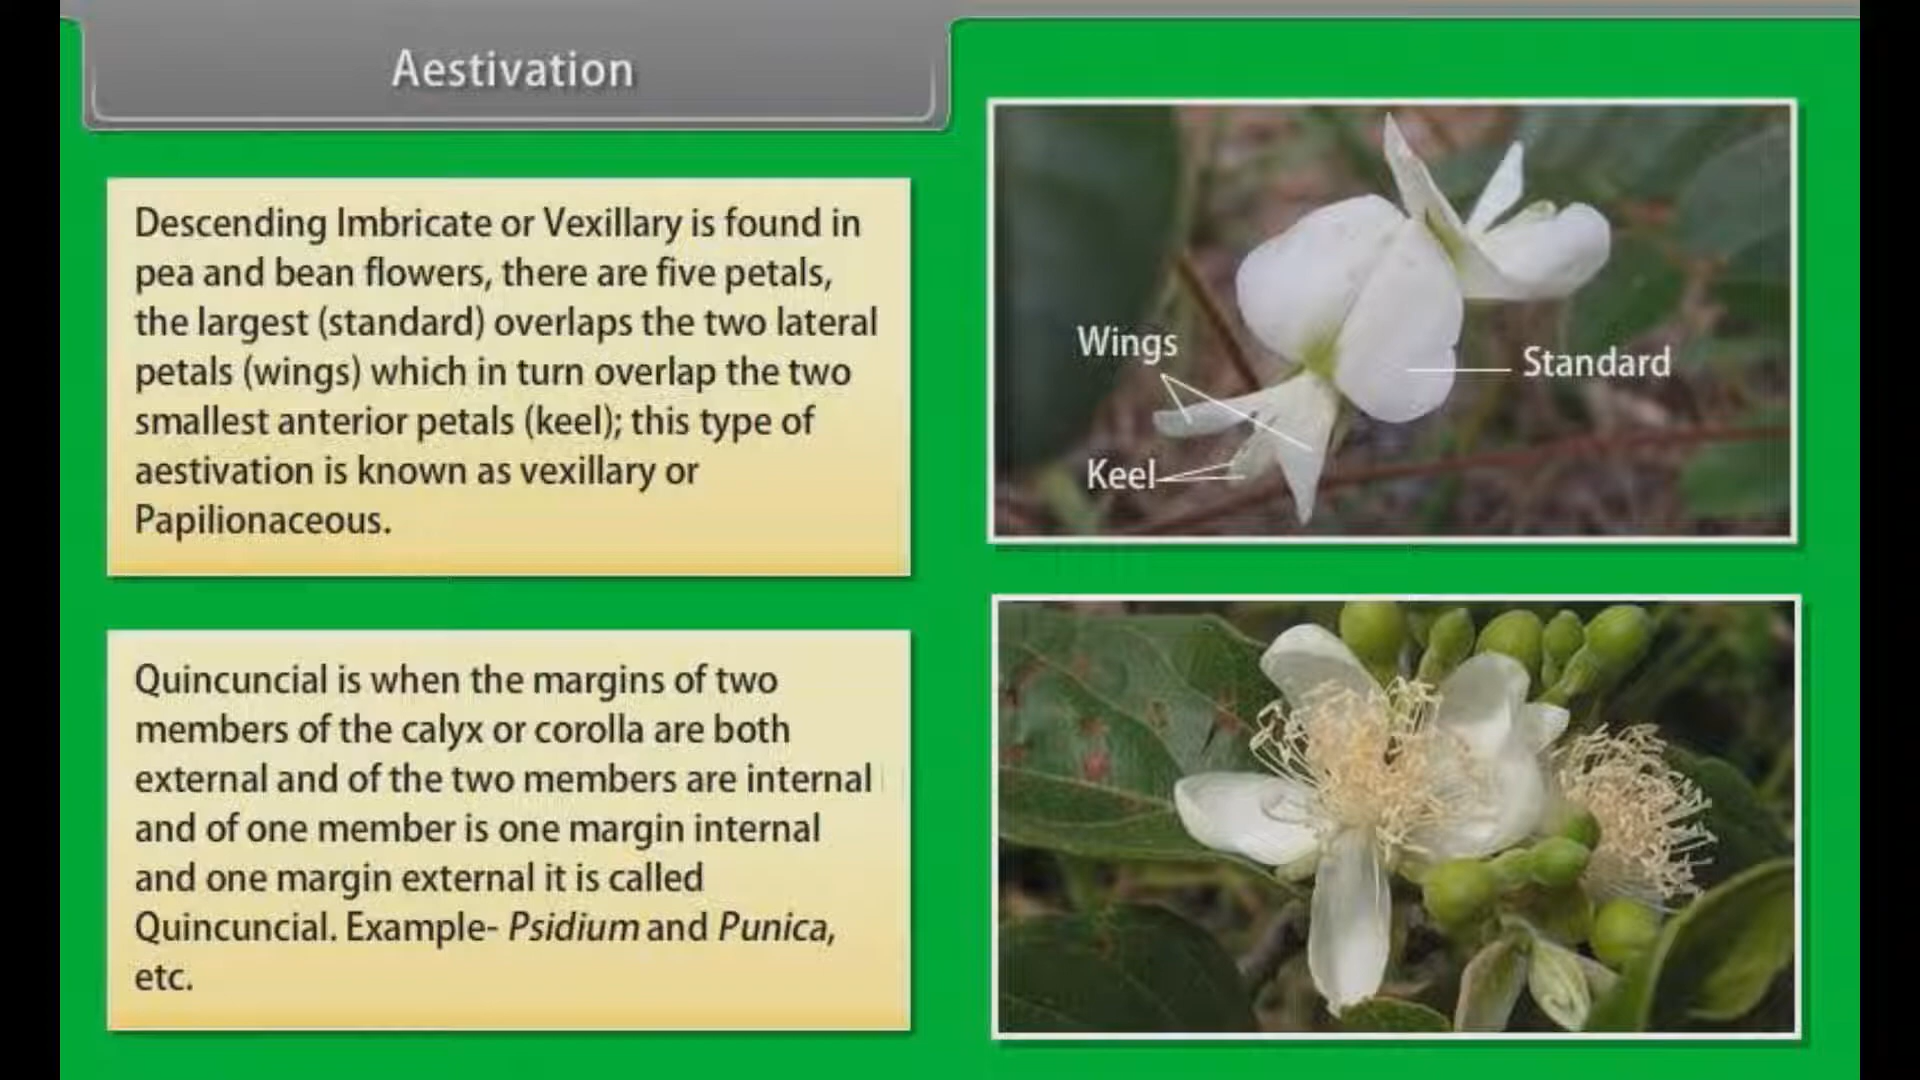 Aestivation
Descending Imbricate or Vexillary is found in
pea and bean flowers, there are five petals,
the largest (standard) overlaps the two lateral
petals (wings) which in turn overlap the two
smallest anterior petals (keel); this type of
aestivation is known as vexillary or
Papilionaceous.
Wings
Standard
Keel
Quincuncial is when the margins of two
members of the calyx or corolla are both
external and of the two members are internal
and of one member is one margin internal
and one margin external it is called
Quincuncial. Example- Psidium and Punica,
etc.